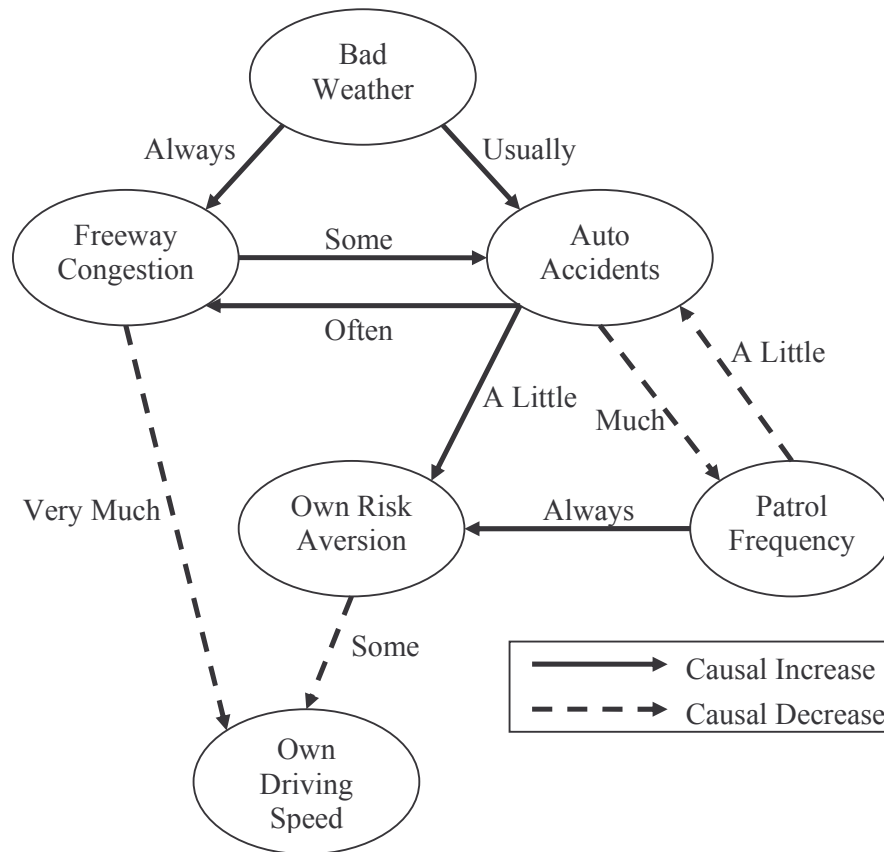 Bad
Weather
Always
Usually
Freeway
Congestion
Some
Auto
Accidents
Often
A Little
A Little
Much
Very Much
Own Risk
Aversion
Always
Patrol
Frequency
Some
Causal Increase
Causal Decrease
Own
Driving
Speed